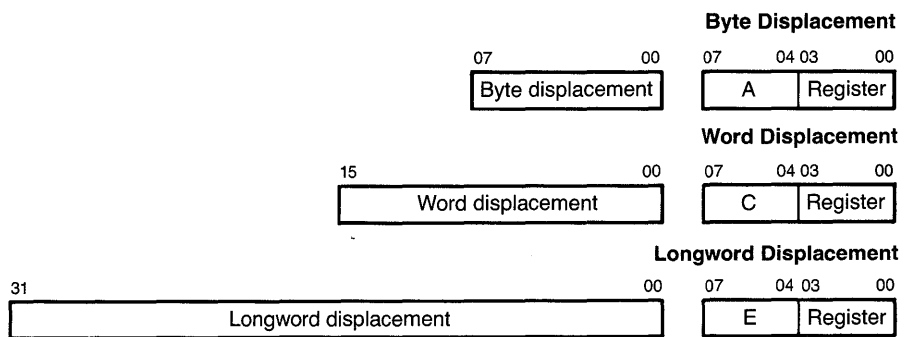 Byte Displacement
07 00 07 04 03 00
Byte displacement A Register
Word Displacement
15 00 07 04 03 00
Word displacement C Register
Longword Displacement
31 00 07 04 03 00
Longword displacement E Register